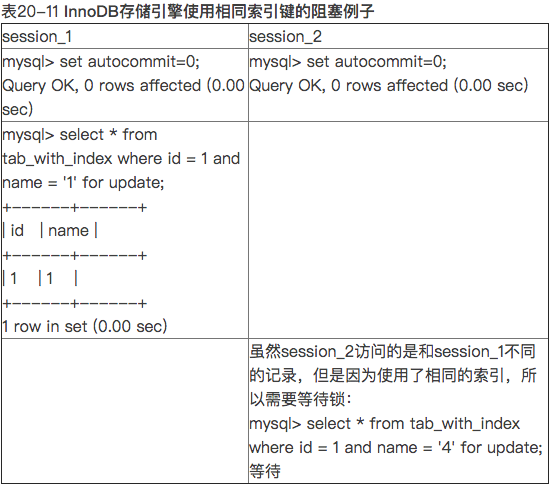 表20-11 InnoDB存储引擎使用相同索引键的阻塞例子
session_1
session_2
mysql> set autocommit=0;
Query OK, 0 rows affected (0.00
sec)
mysql> set autocommit=0;
Query OK, 0 rows affected (0.00 sec)
mysql> select * from
tab_with_index where id = 1 and
name = '1' for update;
+------+------+
| id | name |
+------+------+
| 1 | 1 |
+------+------+
1 row in set (0.00 sec)
虽然session_2访问的是和session_1不同
的记录，但是因为使用了相同的索引，所
以需要等待锁：
mysql> select * from tab_with_index
where id = 1 and name = '4' for update;
等待